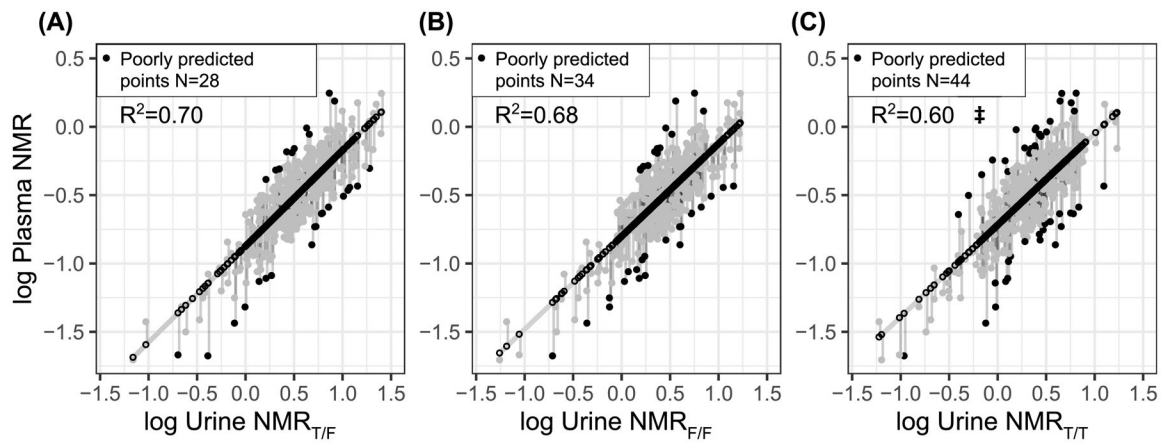 (A)
Poorly predicted
points N=28
R²=0.70
(B)
Poorly predicted
points N=34
R²=0.68
(C)
Poorly predicted
points N=44
R²=0.60 ‡
log Plasma NMR
0.5
0.0
−0.5
−1.0
−1.5
0.5
0.0
−0.5
−1.0
−1.5
0.5
0.0
−0.5
−1.0
−1.5
−1.5 −1.0 −0.5 0.0 0.5 1.0 1.5
−1.5 −1.0 −0.5 0.0 0.5 1.0 1.5
−1.5 −1.0 −0.5 0.0 0.5 1.0 1.5
log Urine NMR_T/F
log Urine NMR_F/F
log Urine NMR_T/T